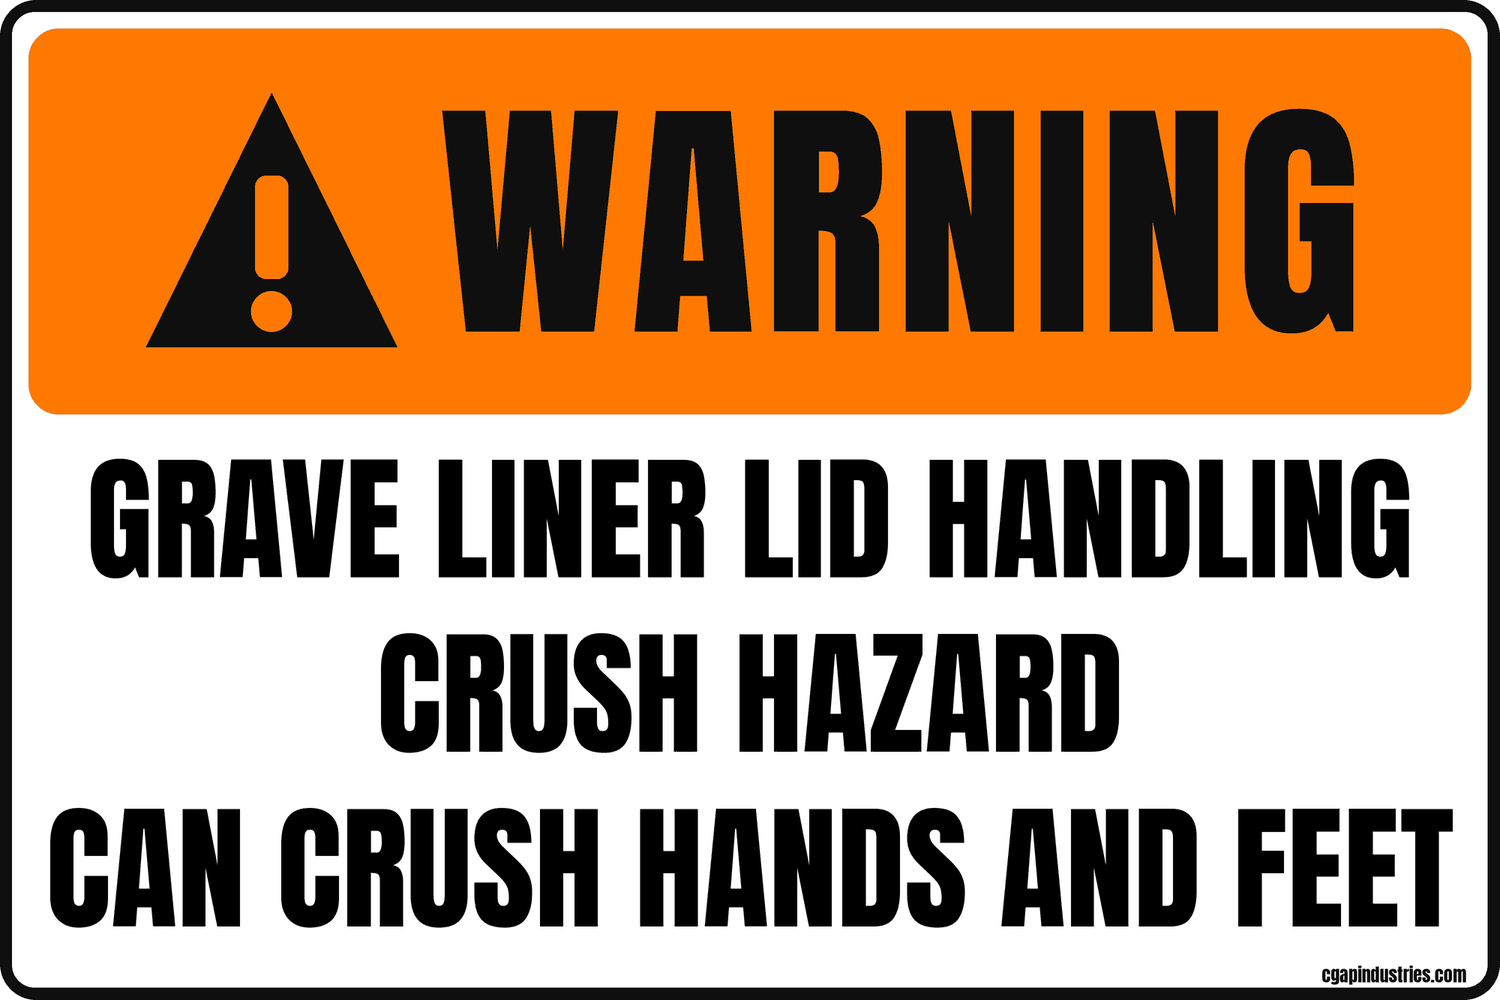 WARNING
GRAVE LINER LID HANDLING
CRUSH HAZARD
CAN CRUSH HANDS AND FEET
cgapindustries.com